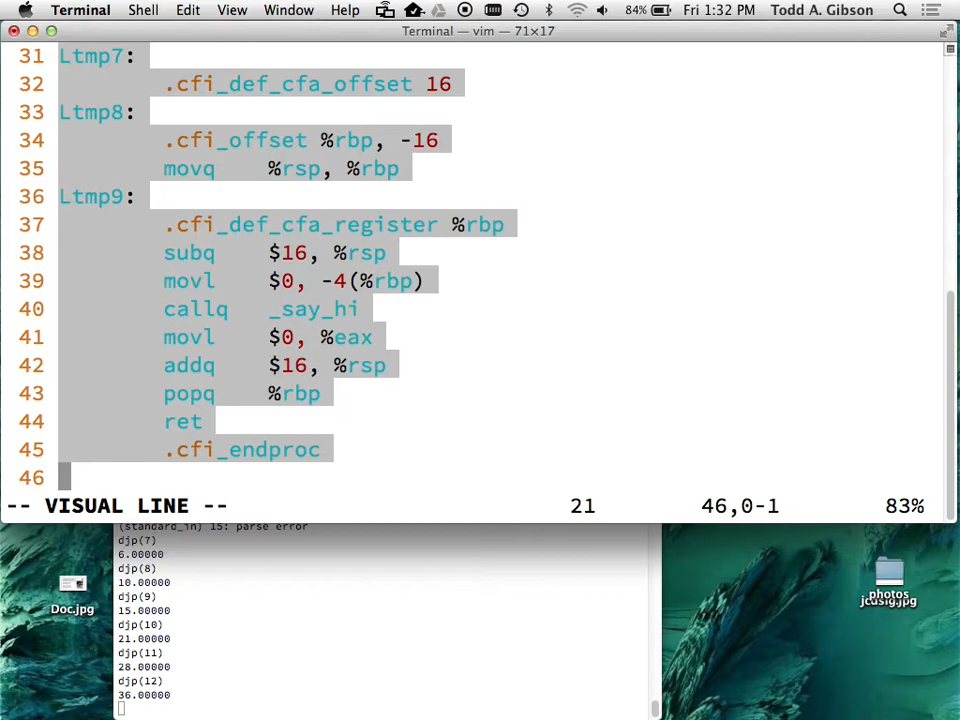 Terminal Shell Edit View Window Help 84% Fri 1:32 PM Todd A. Gibson
Terminal — vim — 71×17
31 Ltmp7:
32 .cfi_def_cfa_offset 16
33 Ltmp8:
34 .cfi_offset %rbp, -16
35 movq %rsp, %rbp
36 Ltmp9:
37 .cfi_def_cfa_register %rbp
38 subq $16, %rsp
39 movl $0, -4(%rbp)
40 callq _say_hi
41 movl $0, %eax
42 addq $16, %rsp
43 popq %rbp
44 ret
45 .cfi_endproc
46
-- VISUAL LINE -- 21 46,0-1 83%
(standard_in) 15: parse error
djp(7)
6.00000
djp(8)
10.00000
djp(9)
15.00000
djp(10)
21.00000
djp(11)
28.00000
djp(12)
36.00000
Doc.jpg
photos
jcdsig.jpg